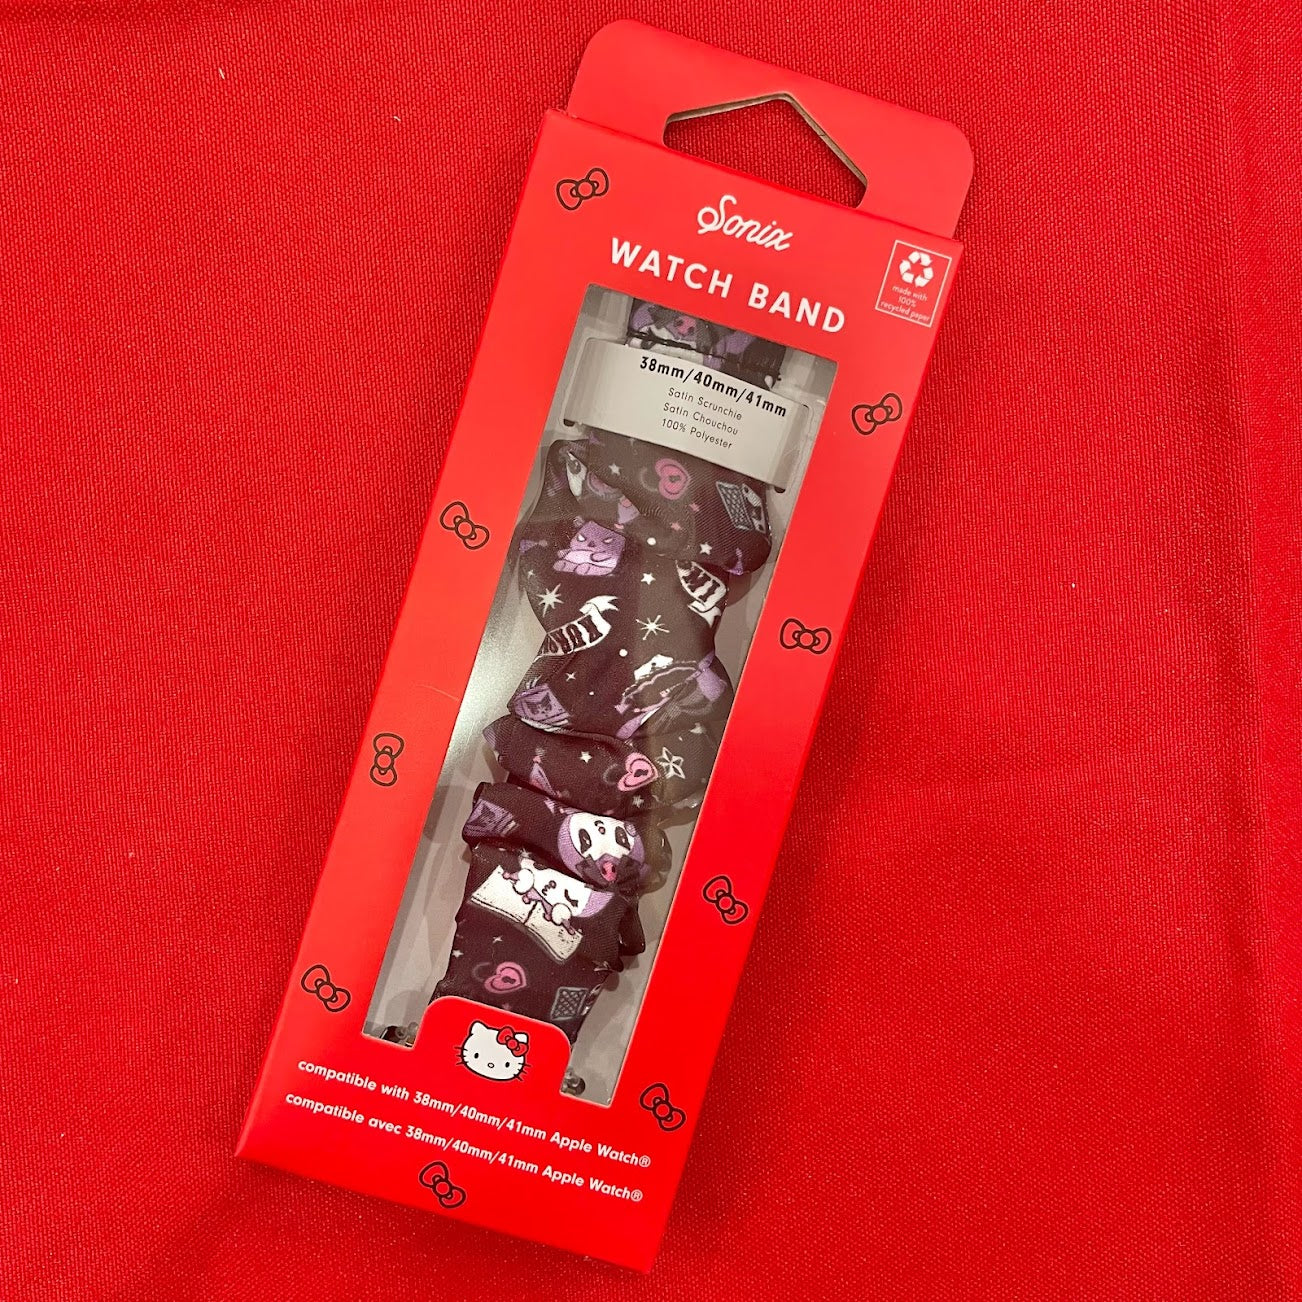 Sonix
WATCH BAND
made with
100%
recycled paper
38mm/40mm/41mm
Satin Scrunchie
Satin Chouchou
100% Polyester
compatible with 38mm/40mm/41mm Apple Watch®
compatible avec 38mm/40mm/41mm Apple Watch®